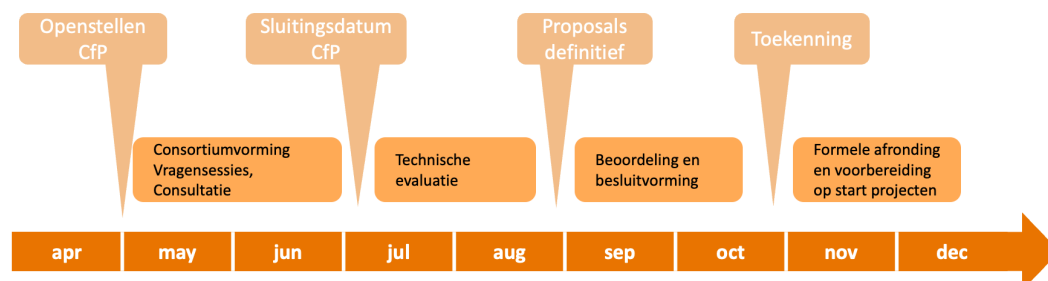 Openstellen
CfP
Sluitingsdatum
CfP
Proposals
definitief
Toekenning
Consortiumvorming
Vragensessies,
Consultatie
Technische
evaluatie
Beoordeling en
besluitvorming
Formele afronding
en voorbereiding
op start projecten
apr may jun jul aug sep oct nov dec